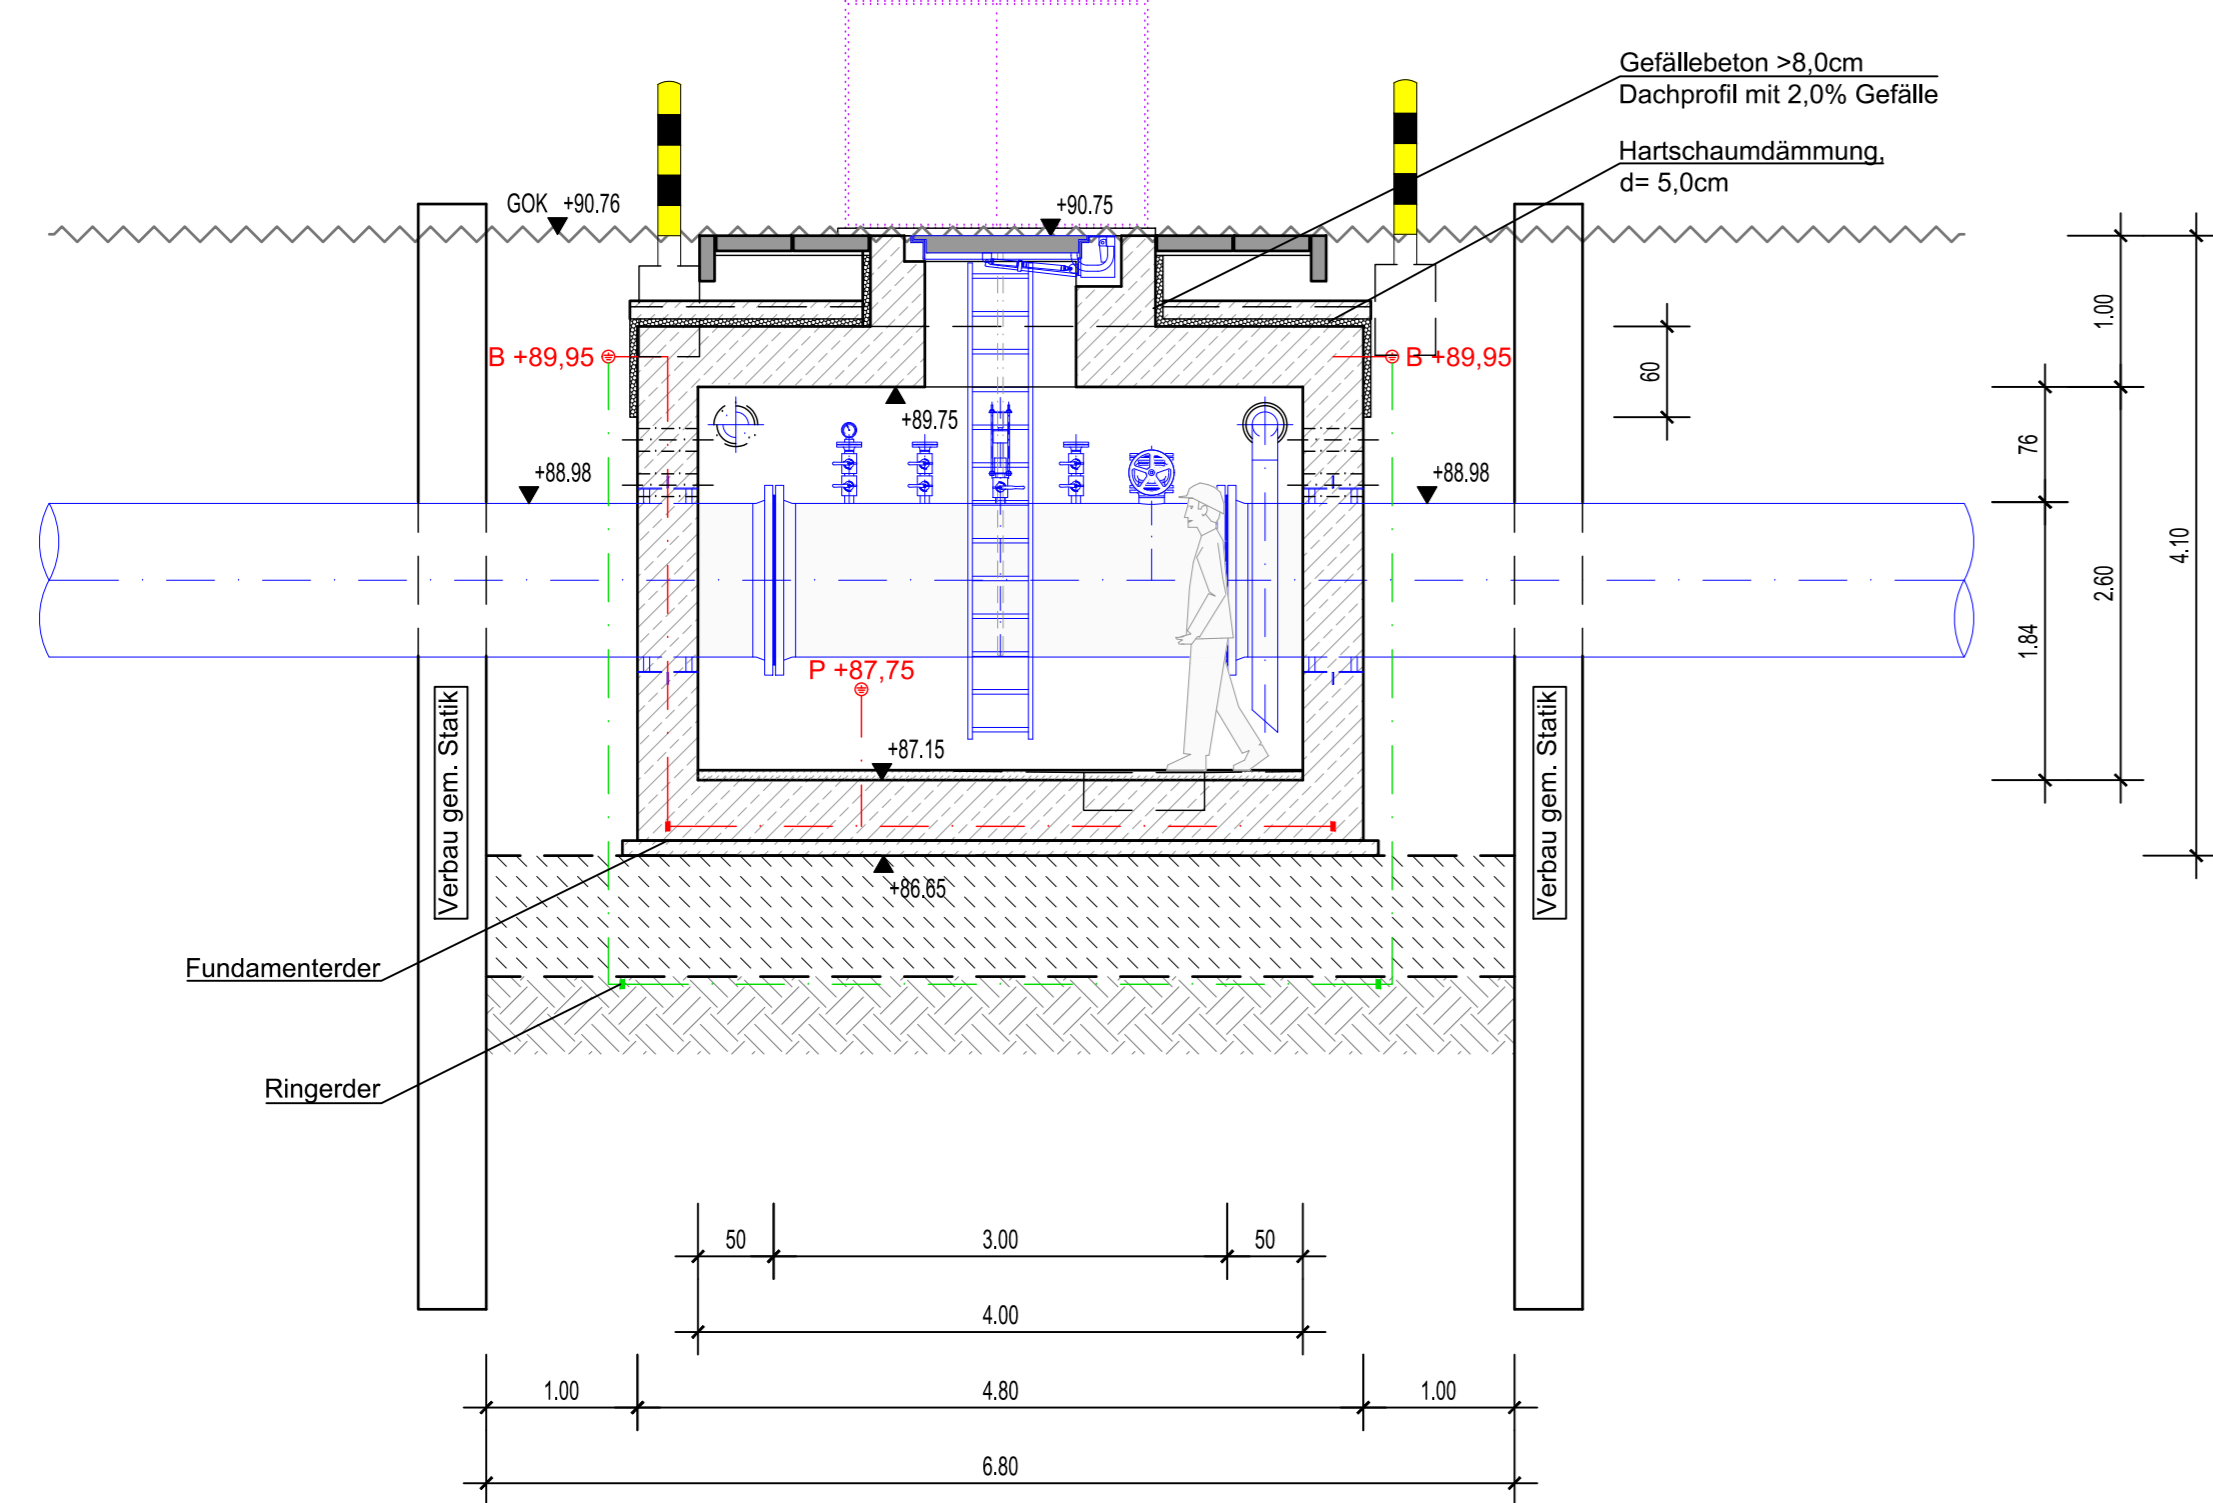 Gefällebeton >8,0cm
Dachprofil mit 2,0% Gefälle
Hartschaumdämmung,
d= 5,0cm
GOK +90.76
+90.75
B +89,95
B +89,95
+89.75
+88.98
+88.98
P +87,75
+87.15
+86.65
Verbau gem. Statik
Verbau gem. Statik
Fundamenterder
Ringerder
1.00
60
76
4.10
2.60
1.84
50
3.00
50
4.00
1.00
4.80
1.00
6.80